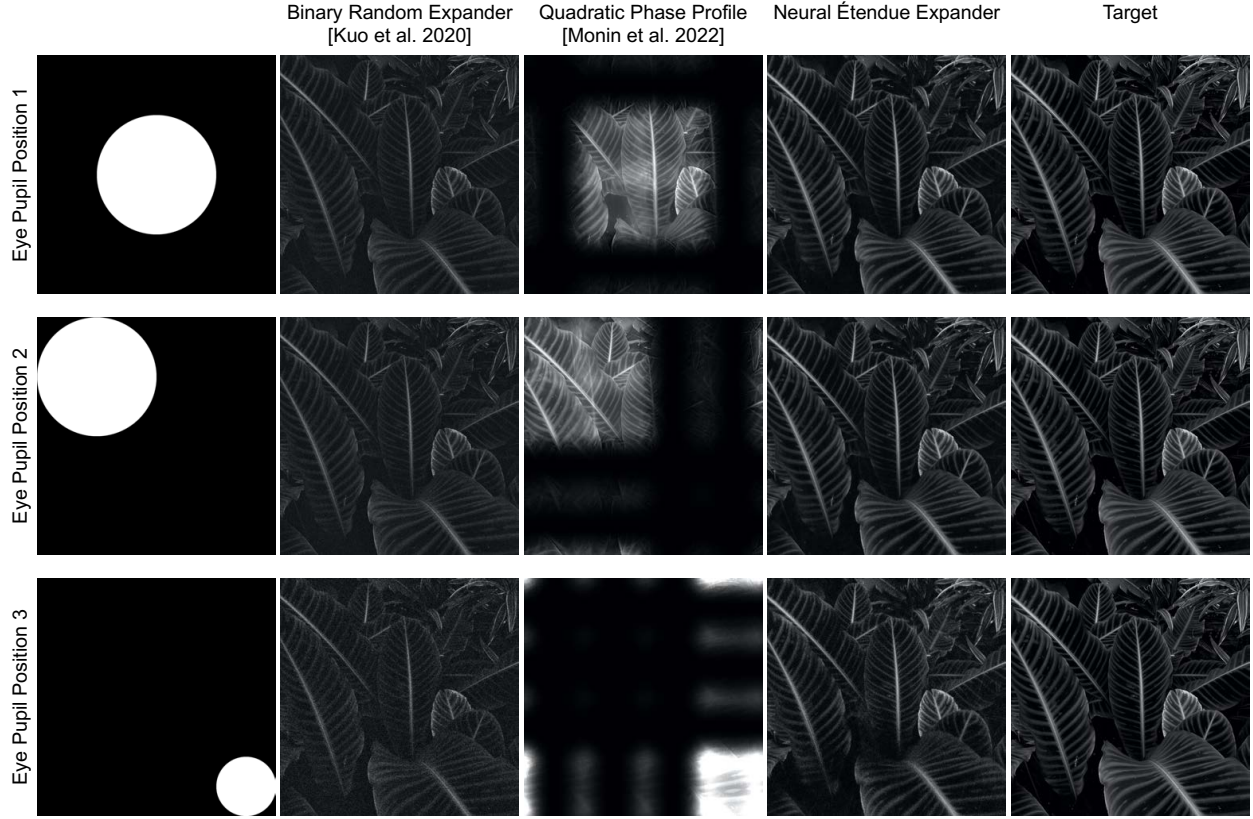 Binary Random Expander
[Kuo et al. 2020]
Quadratic Phase Profile
[Monin et al. 2022]
Neural Étendue Expander
Target
Eye Pupil Position 1
Eye Pupil Position 2
Eye Pupil Position 3